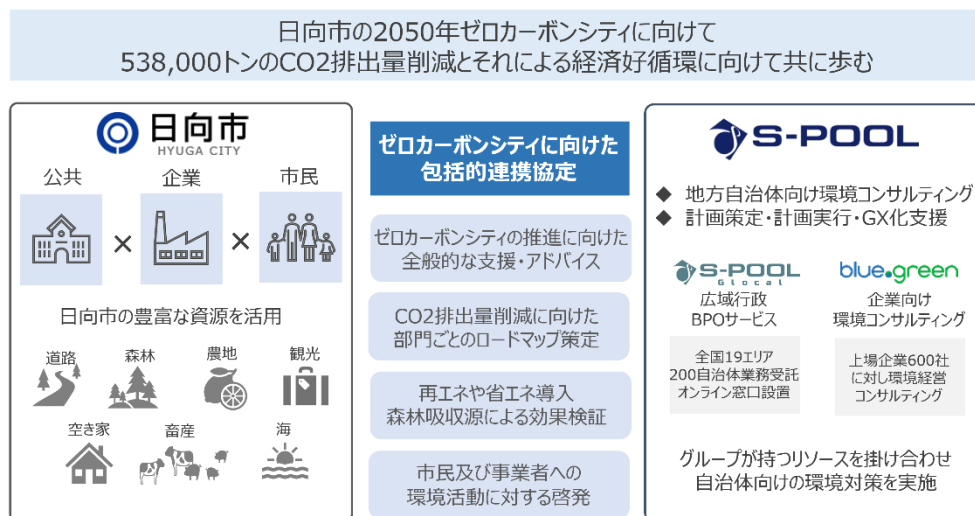 日向市の2050年ゼロカーボンシティに向けて
538,000トンのCO2排出量削減とそれによる経済好循環に向けて共に歩む
日向市
HYUGA CITY
公共
企業
市民
×
×
日向市の豊富な資源を活用
道路
森林
農地
観光
空き家
畜産
海
ゼロカーボンシティに向けた
包括的連携協定
ゼロカーボンシティの推進に向けた
全般的な支援・アドバイス
CO2排出量削減に向けた
部門ごとのロードマップ策定
再エネや省エネ導入
森林吸収源による効果検証
市民及び事業者への
環境活動に対する啓発
S-POOL
◆ 地方自治体向け環境コンサルティング
◆ 計画策定・計画実行・GX化支援
S-POOL
Glocal
広域行政
BPOサービス
全国19エリア
200自治体業務受託
オンライン窓口設置
blue.green
企業向け
環境コンサルティング
上場企業600社
に対し環境経営
コンサルティング
グループが持つリソースを掛け合わせ
自治体向けの環境対策を実施